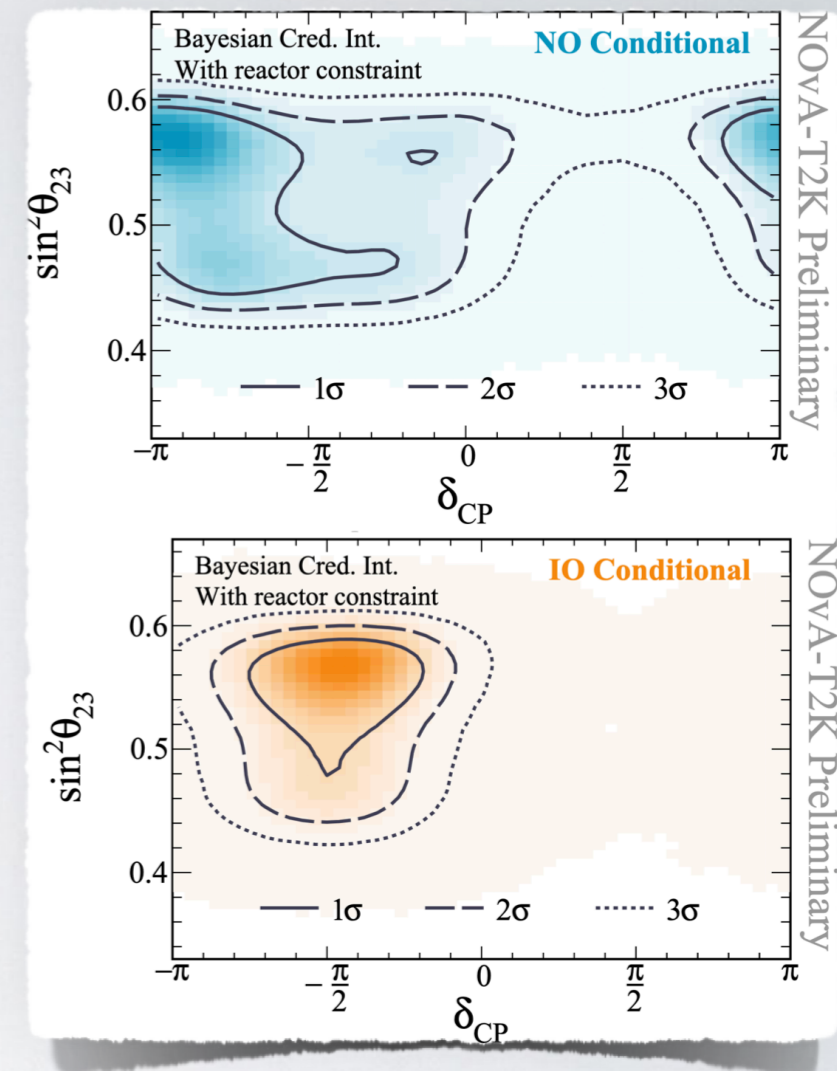 Bayesian Cred. Int.
With reactor constraint
NO Conditional
NOvA-T2K Preliminary
sin²θ₂₃
0.6
0.5
0.4
1σ 2σ 3σ
−π −π/2 0 π/2 π
δCP
Bayesian Cred. Int.
With reactor constraint
IO Conditional
NOvA-T2K Preliminary
sin²θ₂₃
0.6
0.5
0.4
1σ 2σ 3σ
−π −π/2 0 π/2 π
δCP